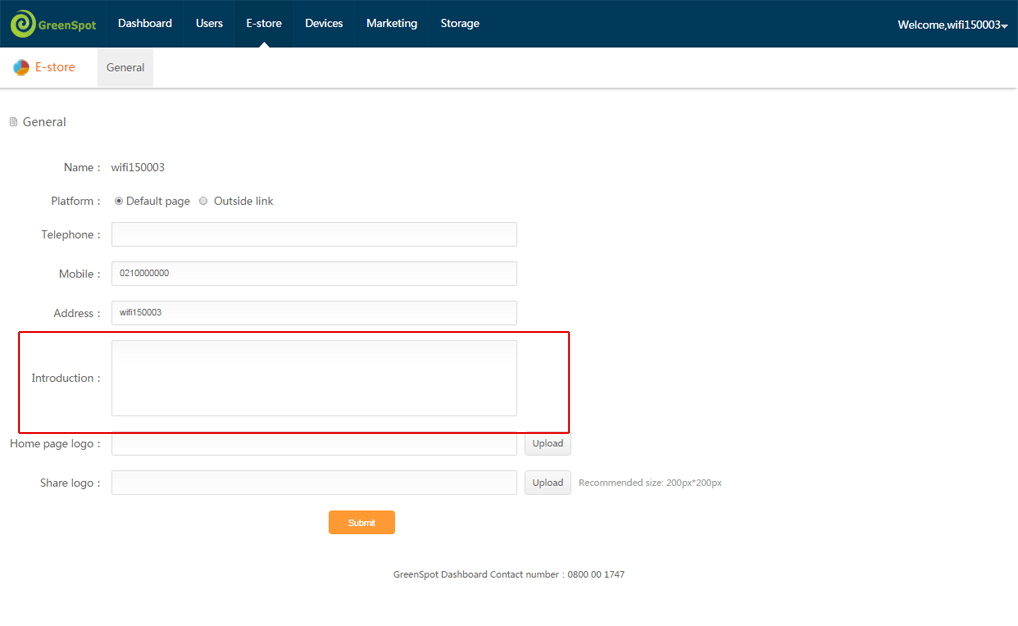 GreenSpot Dashboard Users E-store Devices Marketing Storage Welcome,wifi150003
E-store General
General
Name : wifi150003
Platform : Default page Outside link
Telephone :
Mobile : 0210000000
Address : wifi150003
Introduction :
Home page logo : Upload
Share logo : Upload Recommended size: 200px*200px
Submit
GreenSpot Dashboard Contact number : 0800 00 1747